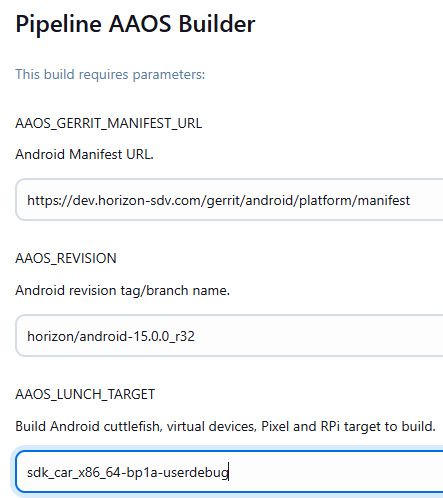 Pipeline AAOS Builder
This build requires parameters:
AAOS_GERRIT_MANIFEST_URL
Android Manifest URL.
https://dev.horizon-sdv.com/gerrit/android/platform/manifest
AAOS_REVISION
Android revision tag/branch name.
horizon/android-15.0.0_r32
AAOS_LUNCH_TARGET
Build Android cuttlefish, virtual devices, Pixel and RPi target to build.
sdk_car_x86_64-bp1a-userdebug